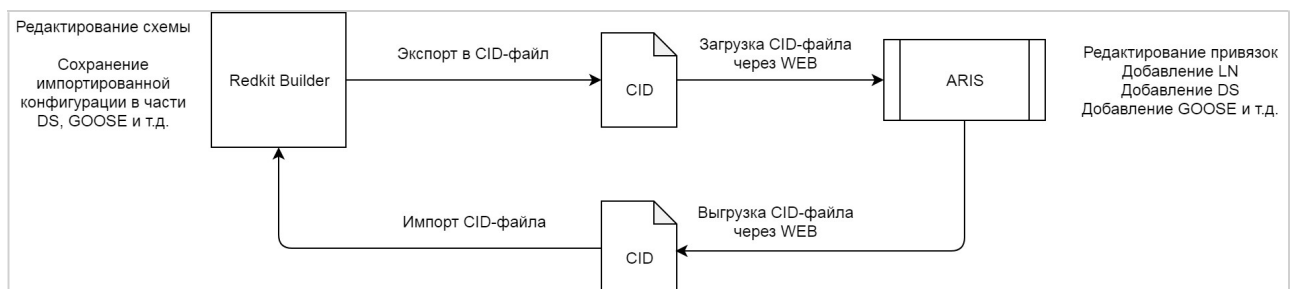 Редактирование схемы
Сохранение
импортированной
конфигурации в части
DS, GOOSE и т.д.
Redkit Builder
Экспорт в CID-файл
CID
Загрузка CID-файла
через WEB
ARIS
Редактирование привязок
Добавление LN
Добавление DS
Добавление GOOSE и т.д.
Импорт CID-файла
CID
Выгрузка CID-файла
через WEB